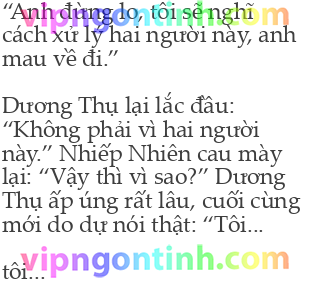 “Anh đừng lo, tôi sẽ nghĩ
cách xử lý hai người này, anh
mau về đi.”
Dương Thụ lại lắc đầu:
“Không phải vì hai người
này.” Nhiếp Nhiên cau mày
lại: “Vậy thì vì sao?” Dương
Thụ ấp úng rất lâu, cuối cùng
mới do dự nói thật: “Tôi...
vipngontinh.com
tôi...